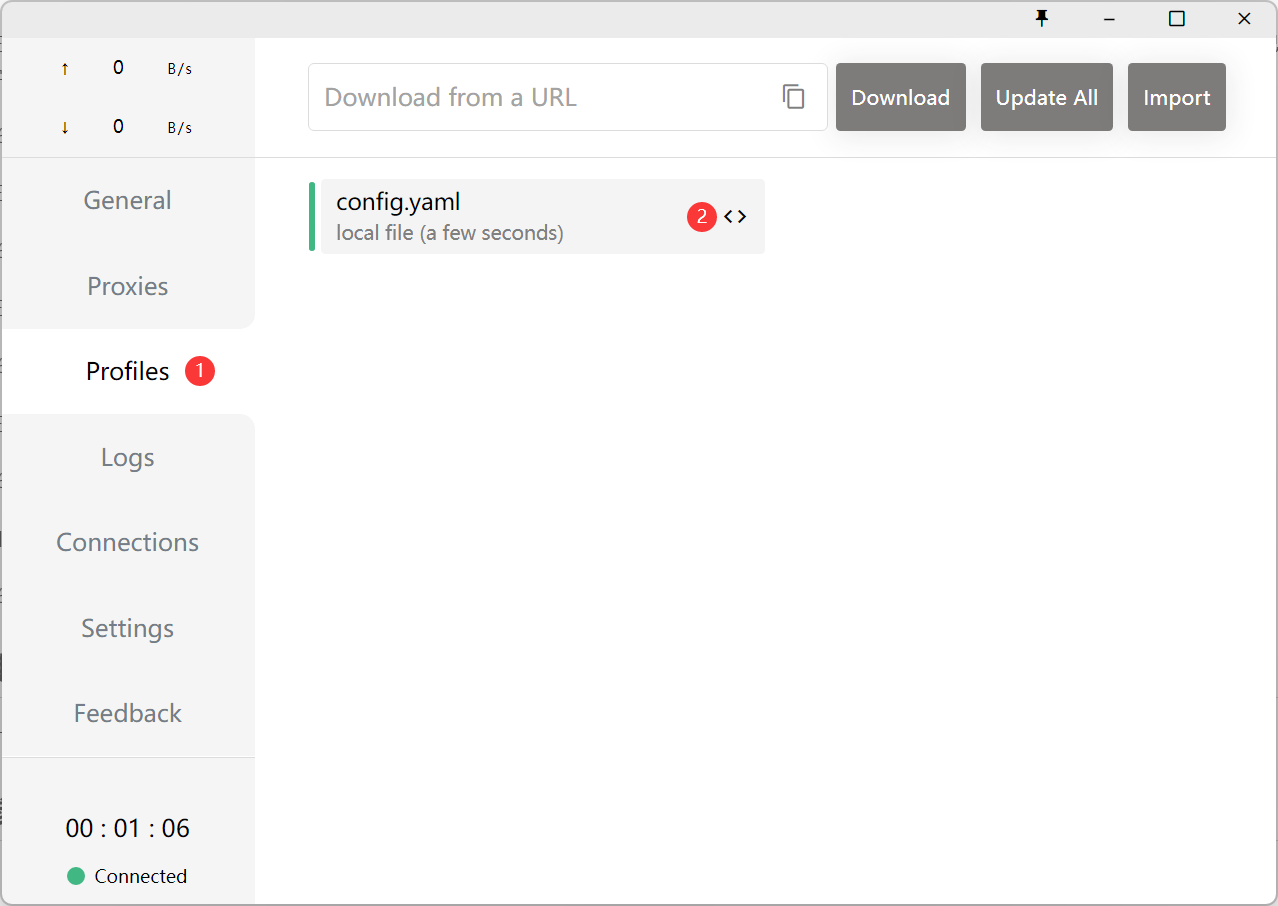 ↑ 0 B/s
↓ 0 B/s
Download from a URL
Download
Update All
Import
General
Proxies
Profiles 1
Logs
Connections
Settings
Feedback
00 : 01 : 06
Connected
config.yaml
local file (a few seconds)
2 <>